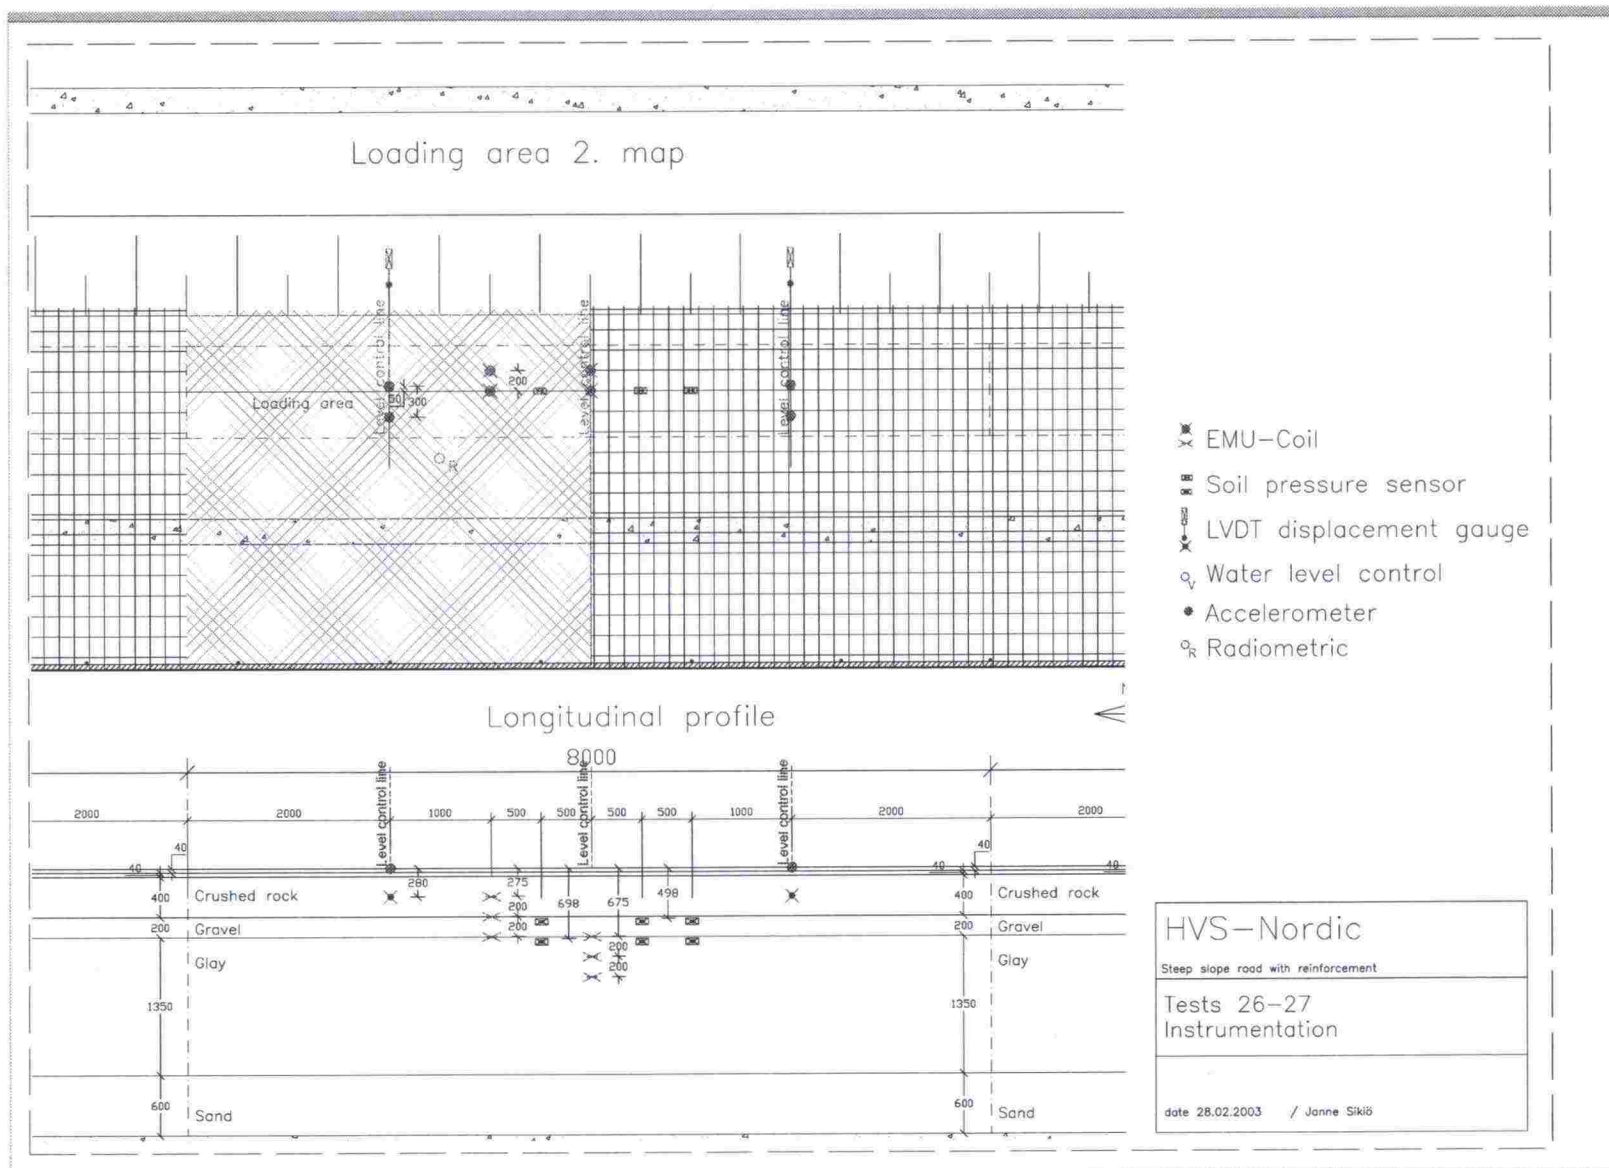 Loading area 2. map
Level control line
Level control line
Level control line
Loading area
50
300
200
R
EMU-Coil
Soil pressure sensor
LVDT displacement gauge
V Water level control
Accelerometer
R Radiometric
Longitudinal profile
8000
Level control line
Level control line
Level control line
2000 2000 1000 500 500 500 500 1000 2000 2000
40 40
40 40 40
280 275 698 675 498
400 Crushed rock 200 400 Crushed rock
200 Gravel 200 200 Gravel
Glay 200 Glay
200
1350 1350
600 Sand 600 Sand
HVS-Nordic
Steep slope road with reinforcement
Tests 26-27
Instrumentation
date 28.02.2003 / Janne Sikiö